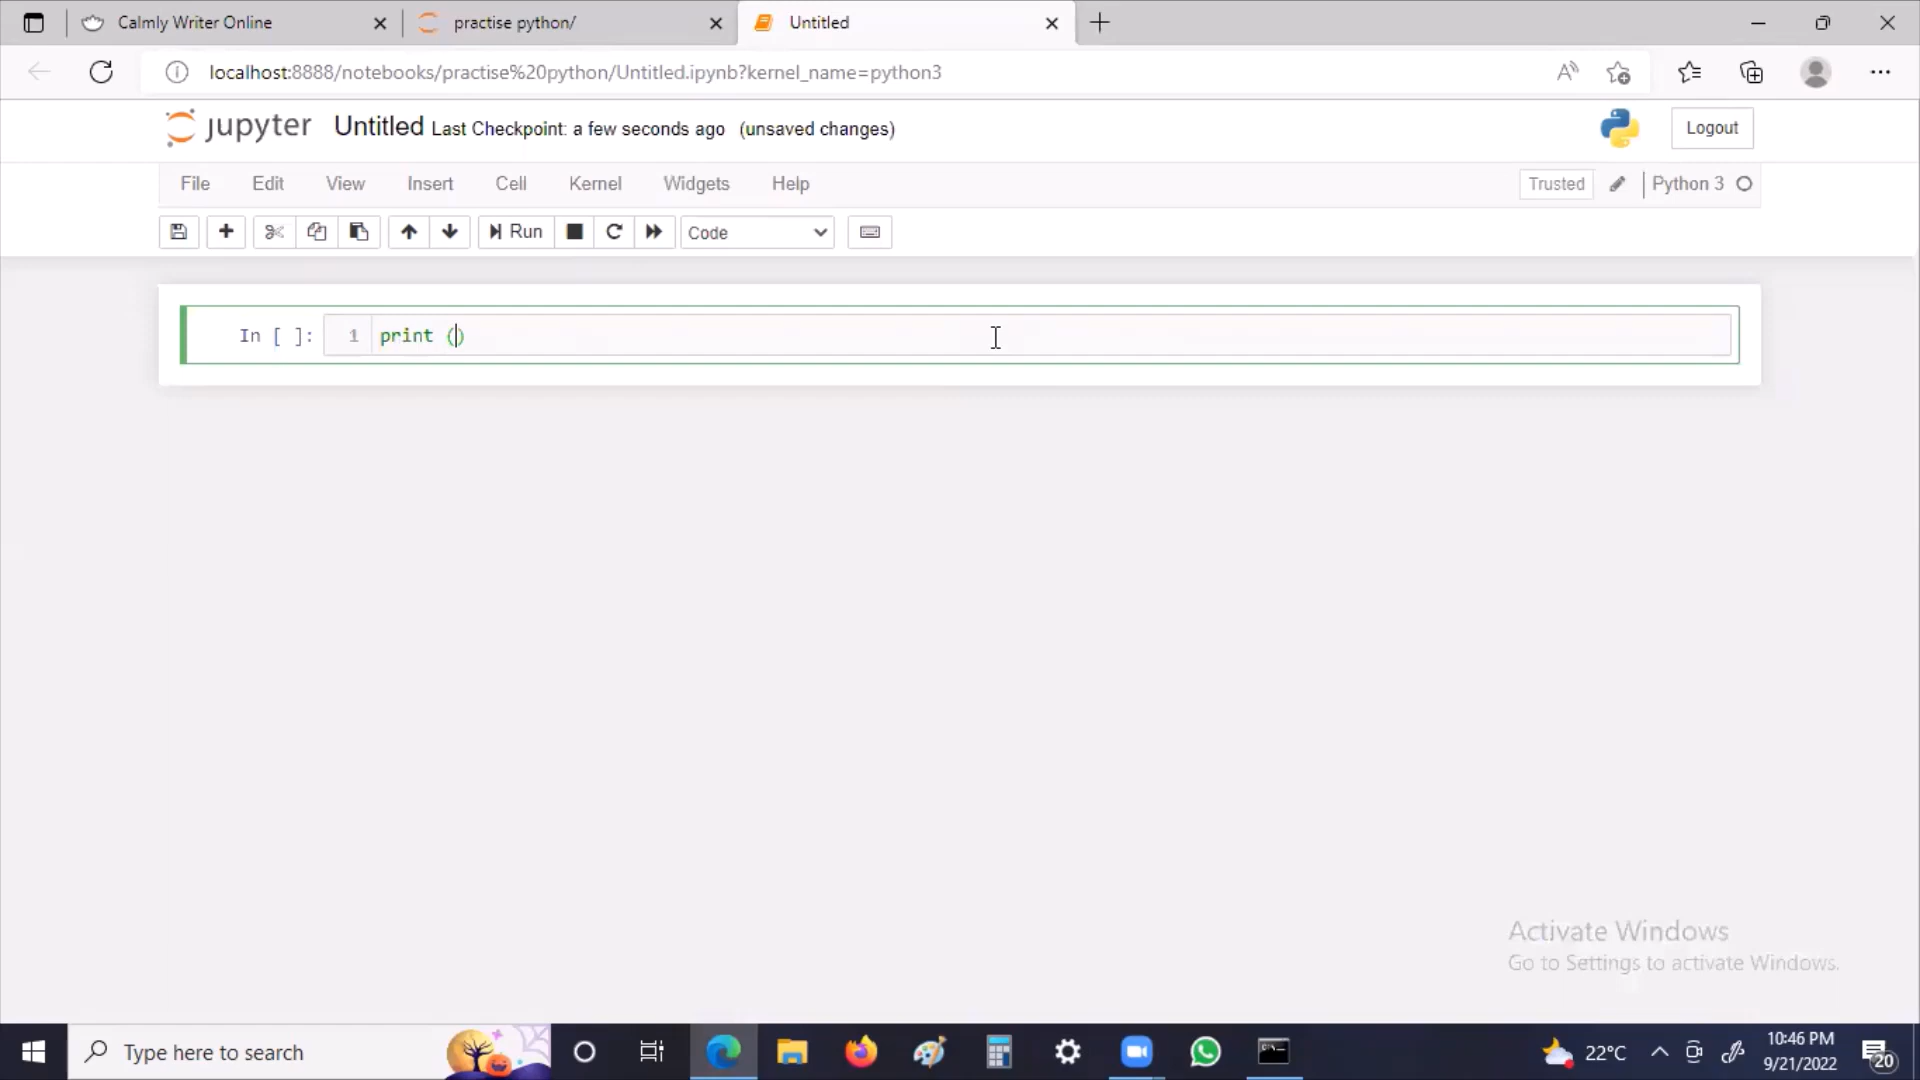 Calmly Writer Online
practise python/
Untitled
localhost:8888/notebooks/practise%20python/Untitled.ipynb?kernel_name=python3
jupyter Untitled Last Checkpoint: a few seconds ago (unsaved changes)
Logout
File Edit View Insert Cell Kernel Widgets Help
Trusted
Python 3
Run
Code
In [ ]: 1 print ()
Activate Windows
Go to Settings to activate Windows.
Type here to search
22°C
10:46 PM
9/21/2022
20